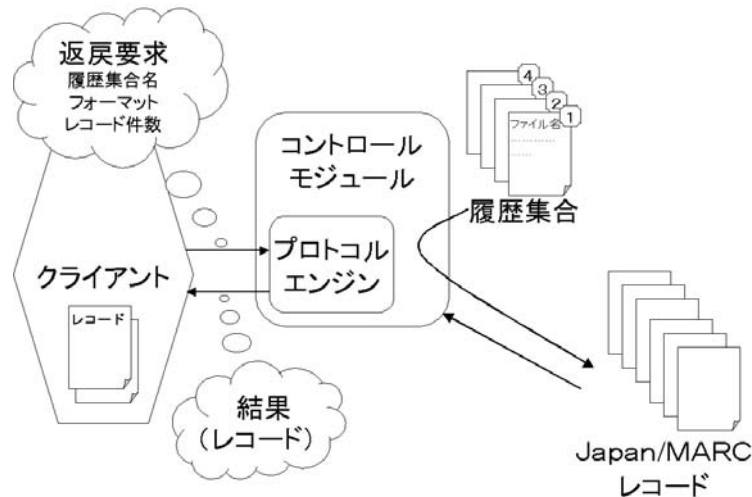 返戻要求
履歴集合名
フォーマット
レコード件数
コントロール
モジュール
プロトコル
エンジン
クライアント
レコード
結果
(レコード)
4
3
2
1
ファイル名
…………
……
履歴集合
Japan/MARC
レコード